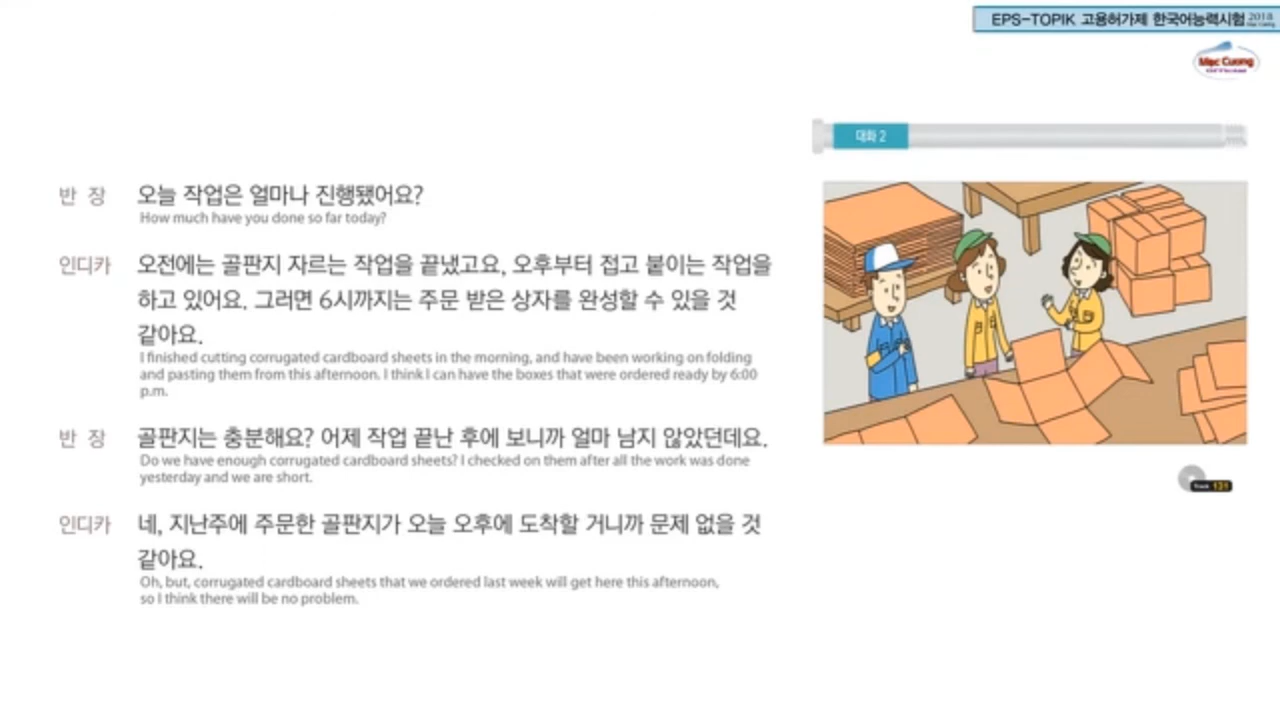 EPS-TOPIK 고용허가제 한국어능력시험 2018
Mạc Cương
대화 2
반 장 오늘 작업은 얼마나 진행됐어요?
How much have you done so far today?
인디카 오전에는 골판지 자르는 작업을 끝냈고요, 오후부터 접고 붙이는 작업을
하고 있어요. 그러면 6시까지는 주문 받은 상자를 완성할 수 있을 것
같아요.
I finished cutting corrugated cardboard sheets in the morning, and have been working on folding
and pasting them from this afternoon. I think I can have the boxes that were ordered ready by 6:00
p.m.
반 장 골판지는 충분해요? 어제 작업 끝난 후에 보니까 얼마 남지 않았던데요.
Do we have enough corrugated cardboard sheets? I checked on them after all the work was done
yesterday and we are short.
인디카 네, 지난주에 주문한 골판지가 오늘 오후에 도착할 거니까 문제 없을 것
같아요.
Oh, but, corrugated cardboard sheets that we ordered last week will get here this afternoon,
so I think there will be no problem.
Track 131